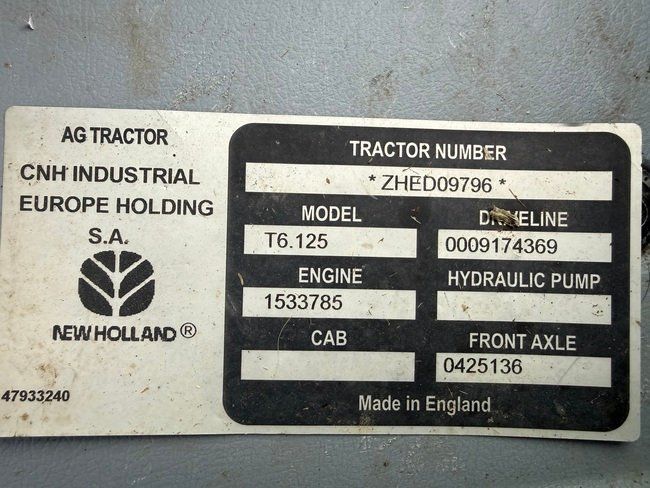 AG TRACTOR
CNH INDUSTRIAL
EUROPE HOLDING
S.A.
NEW HOLLAND ®
47933240
TRACTOR NUMBER
* ZHED09796 *
MODEL
T6.125
DRIVELINE
0009174369
ENGINE
1533785
HYDRAULIC PUMP
CAB
FRONT AXLE
0425136
Made in England